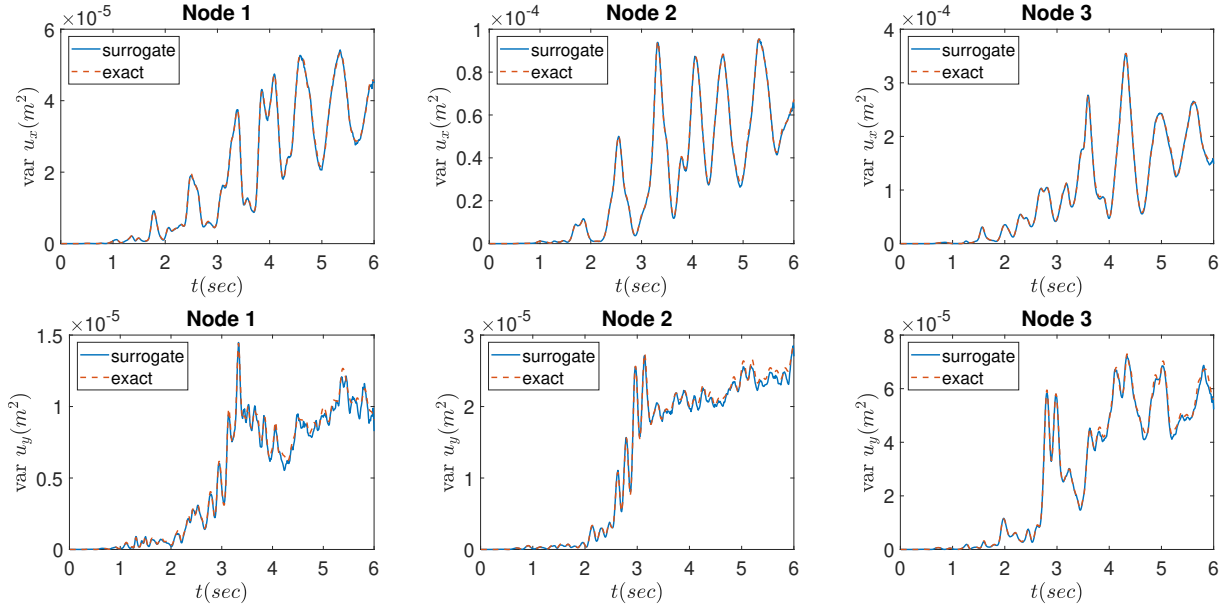 Node 1
×10⁻⁵
6
4
2
0
var u_x(m²)
surrogate
exact
0 1 2 3 4 5 6
t(sec)
Node 2
×10⁻⁴
1
0.8
0.6
0.4
0.2
0
var u_x(m²)
surrogate
exact
0 1 2 3 4 5 6
t(sec)
Node 3
×10⁻⁴
4
3
2
1
0
var u_x(m²)
surrogate
exact
0 1 2 3 4 5 6
t(sec)
Node 1
×10⁻⁵
1.5
1
0.5
0
var u_y(m²)
surrogate
exact
0 1 2 3 4 5 6
t(sec)
Node 2
×10⁻⁵
3
2
1
0
var u_y(m²)
surrogate
exact
0 1 2 3 4 5 6
t(sec)
Node 3
×10⁻⁵
8
6
4
2
0
var u_y(m²)
surrogate
exact
0 1 2 3 4 5 6
t(sec)